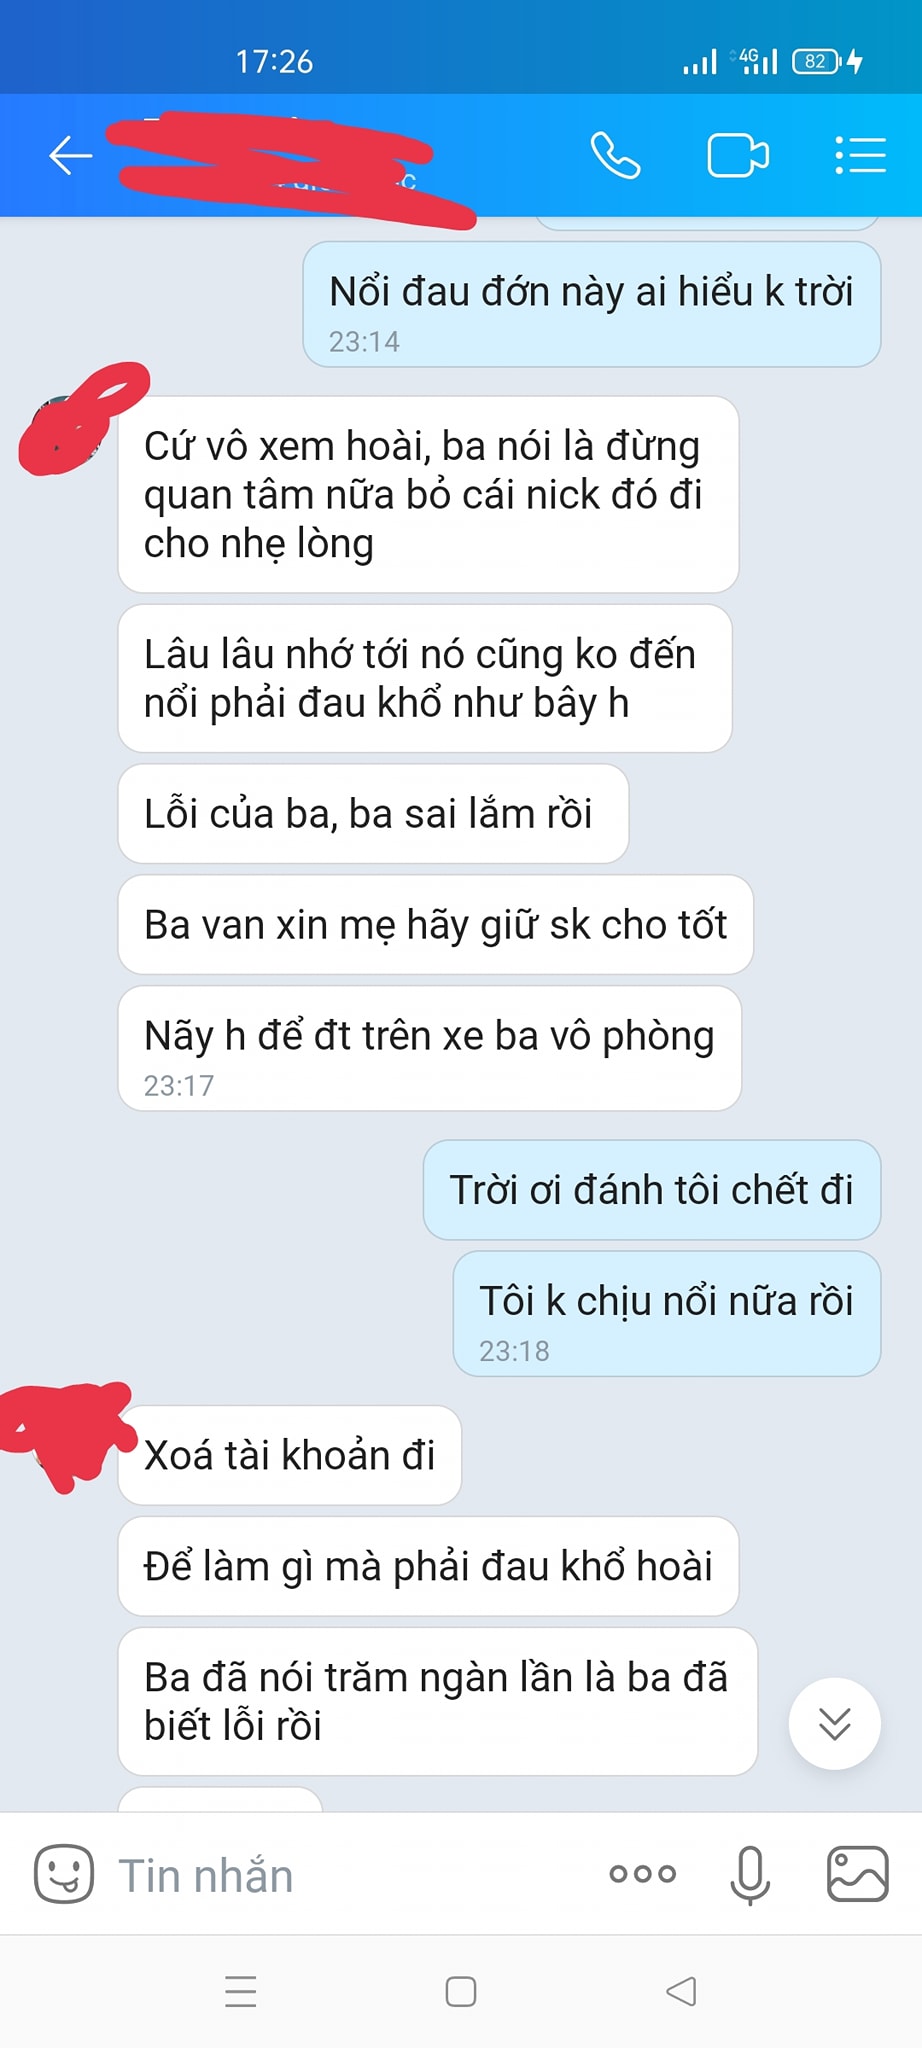 17:26
4G
82
Nổi đau đớn này ai hiểu k trời
23:14
Cứ vô xem hoài, ba nói là đừng
quan tâm nữa bỏ cái nick đó đi
cho nhẹ lòng
Lâu lâu nhớ tới nó cũng ko đến
nổi phải đau khổ như bây h
Lỗi của ba, ba sai lắm rồi
Ba van xin mẹ hãy giữ sk cho tốt
Nãy h để đt trên xe ba vô phòng
23:17
Trời ơi đánh tôi chết đi
Tôi k chịu nổi nữa rồi
23:18
Xoá tài khoản đi
Để làm gì mà phải đau khổ hoài
Ba đã nói trăm ngàn lần là ba đã
biết lỗi rồi
Tin nhắn